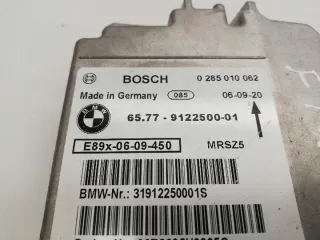 BOSCH 0 285 010 062
Made in Germany 085 06-09-20
BMW 65.77 - 9122500-01
E89x-06-09-450 MRSZ5
BMW-Nr.: 31912250001S